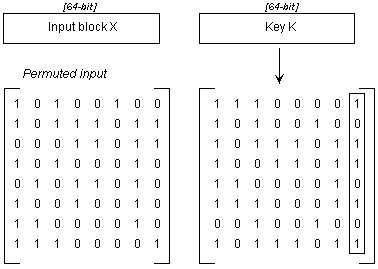 [64-bit]
Input block X
[64-bit]
Key K
Permuted input
1 0 1 0 0 1 0 0
1 0 1 1 1 0 1 1
0 0 0 1 1 0 1 1
1 0 1 0 0 0 1 0
0 1 0 1 1 0 1 0
1 0 1 0 0 0 1 0
1 1 0 0 0 0 1 0
1 1 1 0 0 0 0 1
1 1 1 0 0 0 0 1
1 0 1 0 0 1 0 0
1 0 0 0 1 0 1 1
1 0 0 1 1 0 1 1
1 0 1 0 0 0 0 1
1 1 1 0 0 0 0 1
0 0 1 0 0 1 0 0
1 0 1 1 1 1 0 1